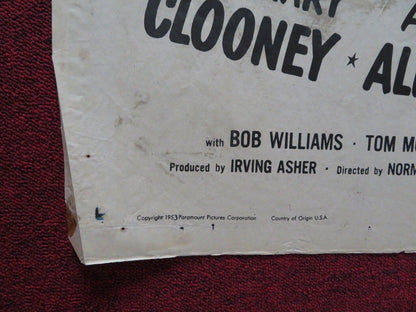 CLOONEY ★ AL
with BOB WILLIAMS · TOM M
Produced by IRVING ASHER · Directed by NORM
Copyright 1953 Paramount Pictures Corporation Country of Origin U.S.A.